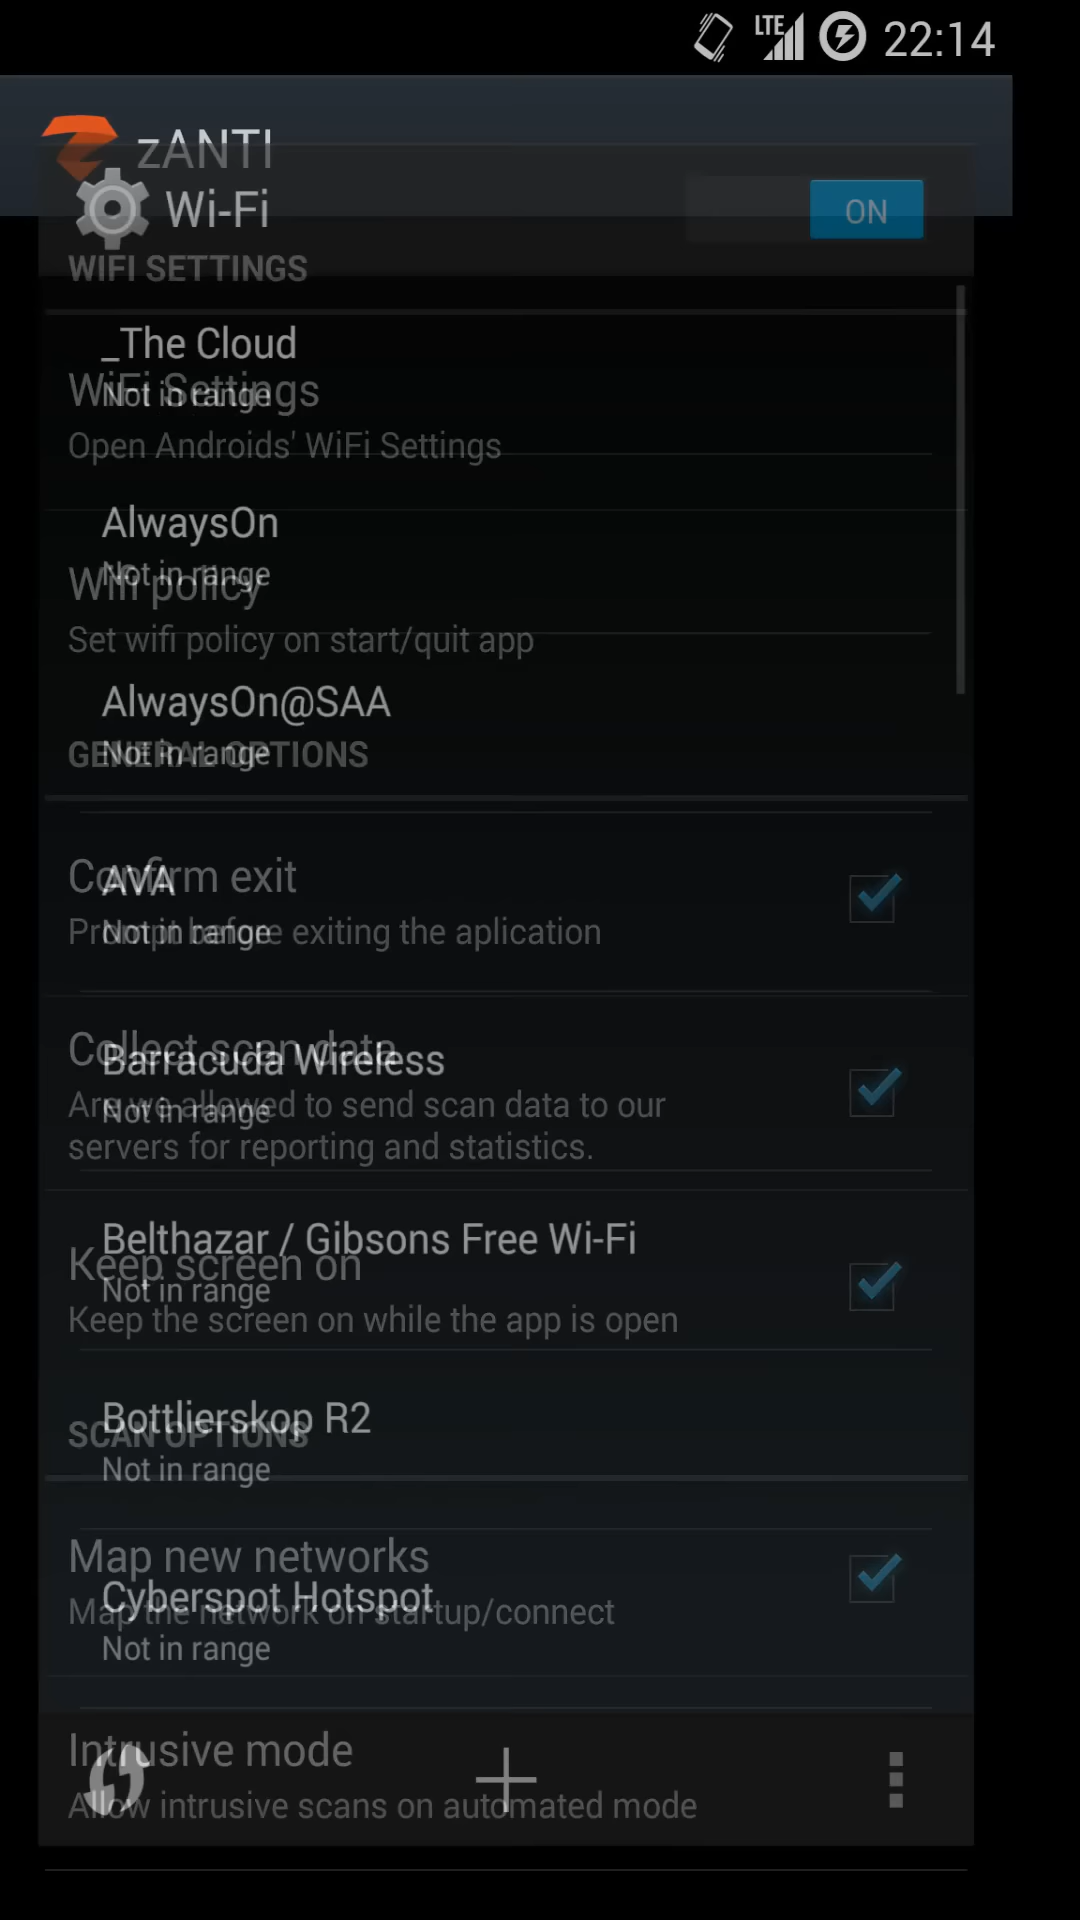 LTE 22:14
zANTI
Wi-Fi
ON
WIFI SETTINGS
_The Cloud
WiFi Settings
Not in range
Open Androids' WiFi Settings
AlwaysOn
Not in range
Wifi policy
Set wifi policy on start/quit app
AlwaysOn@SAA
Not in range
GENERAL OPTIONS
Confirm exit
AVA
Not in range
Prompt before exiting the aplication
Collect scan data
Barracuda Wireless
Are we allowed to send scan data to our
Not in range
servers for reporting and statistics.
Belthazar / Gibsons Free Wi-Fi
Keep screen on
Not in range
Keep the screen on while the app is open
Bottlierskop R2
SCAN OPTIONS
Not in range
Map new networks
Cyberspot Hotspot
Map the network on startup/connect
Not in range
Intrusive mode
Allow intrusive scans on automated mode